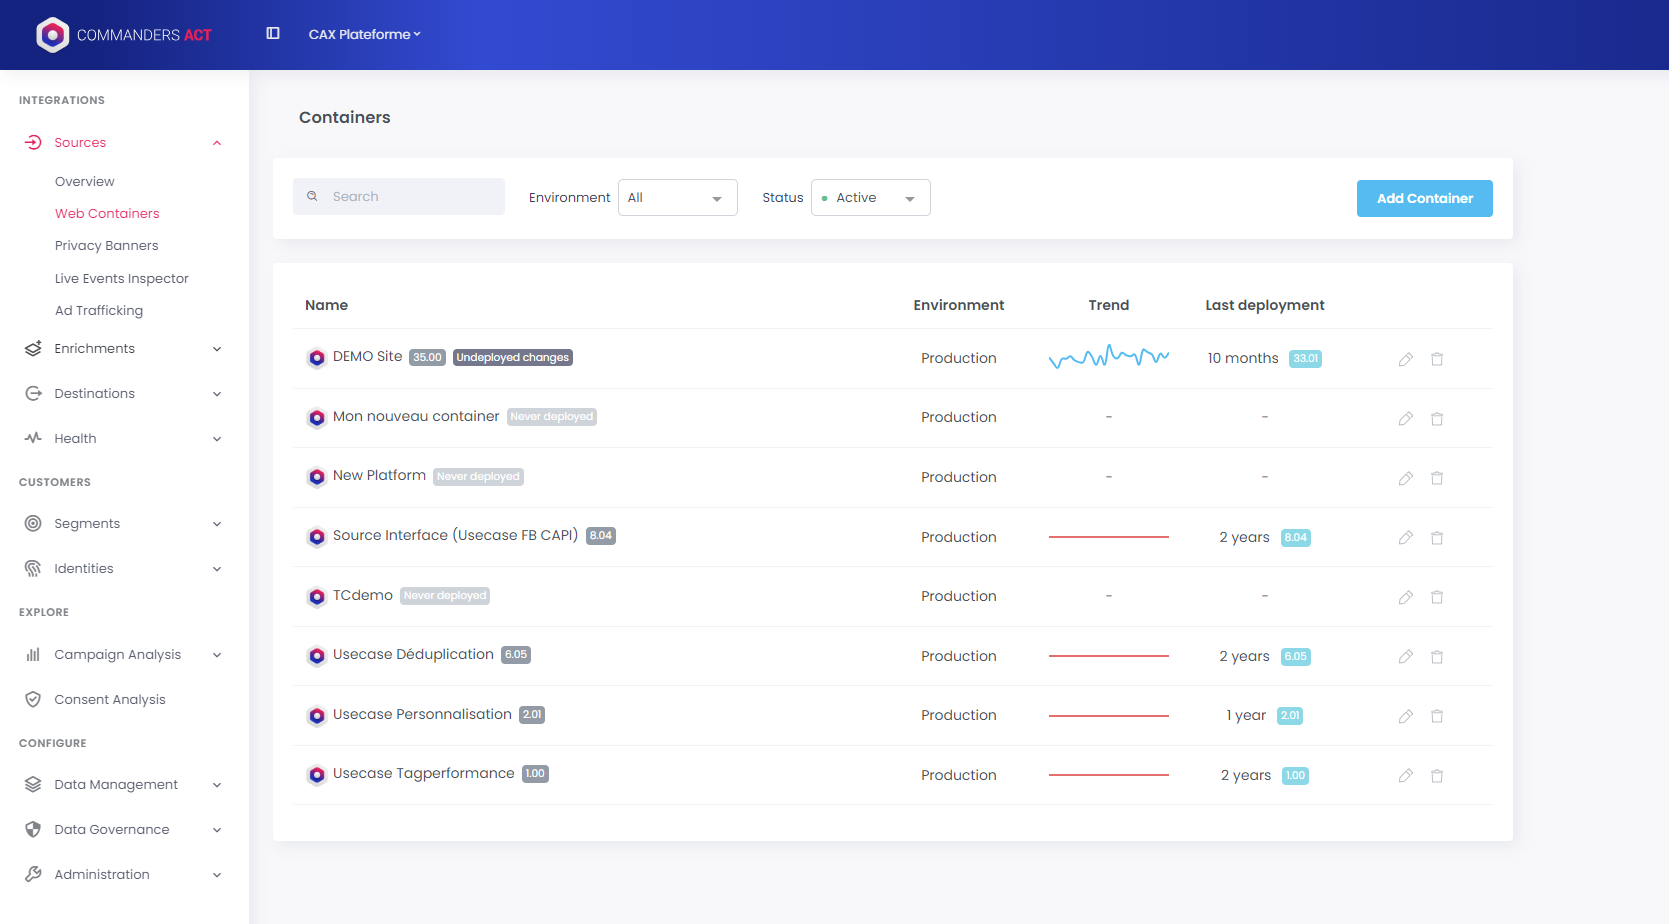 COMMANDERS ACT
CAX Plateforme
INTEGRATIONS
Sources
Overview
Web Containers
Privacy Banners
Live Events Inspector
Ad Trafficking
Enrichments
Destinations
Health
CUSTOMERS
Segments
Identities
EXPLORE
Campaign Analysis
Consent Analysis
CONFIGURE
Data Management
Data Governance
Administration
Containers
Search Environment All Status Active Add Container
Name Environment Trend Last deployment
DEMO Site 35.00 Undeployed changes Production 10 months 33.01
Mon nouveau container Never deployed Production - -
New Platform Never deployed Production - -
Source Interface (Usecase FB CAPI) 8.04 Production 2 years 8.04
TCdemo Never deployed Production - -
Usecase Déduplication 6.05 Production 2 years 6.05
Usecase Personnalisation 2.01 Production 1 year 2.01
Usecase Tagperformance 1.00 Production 2 years 1.00